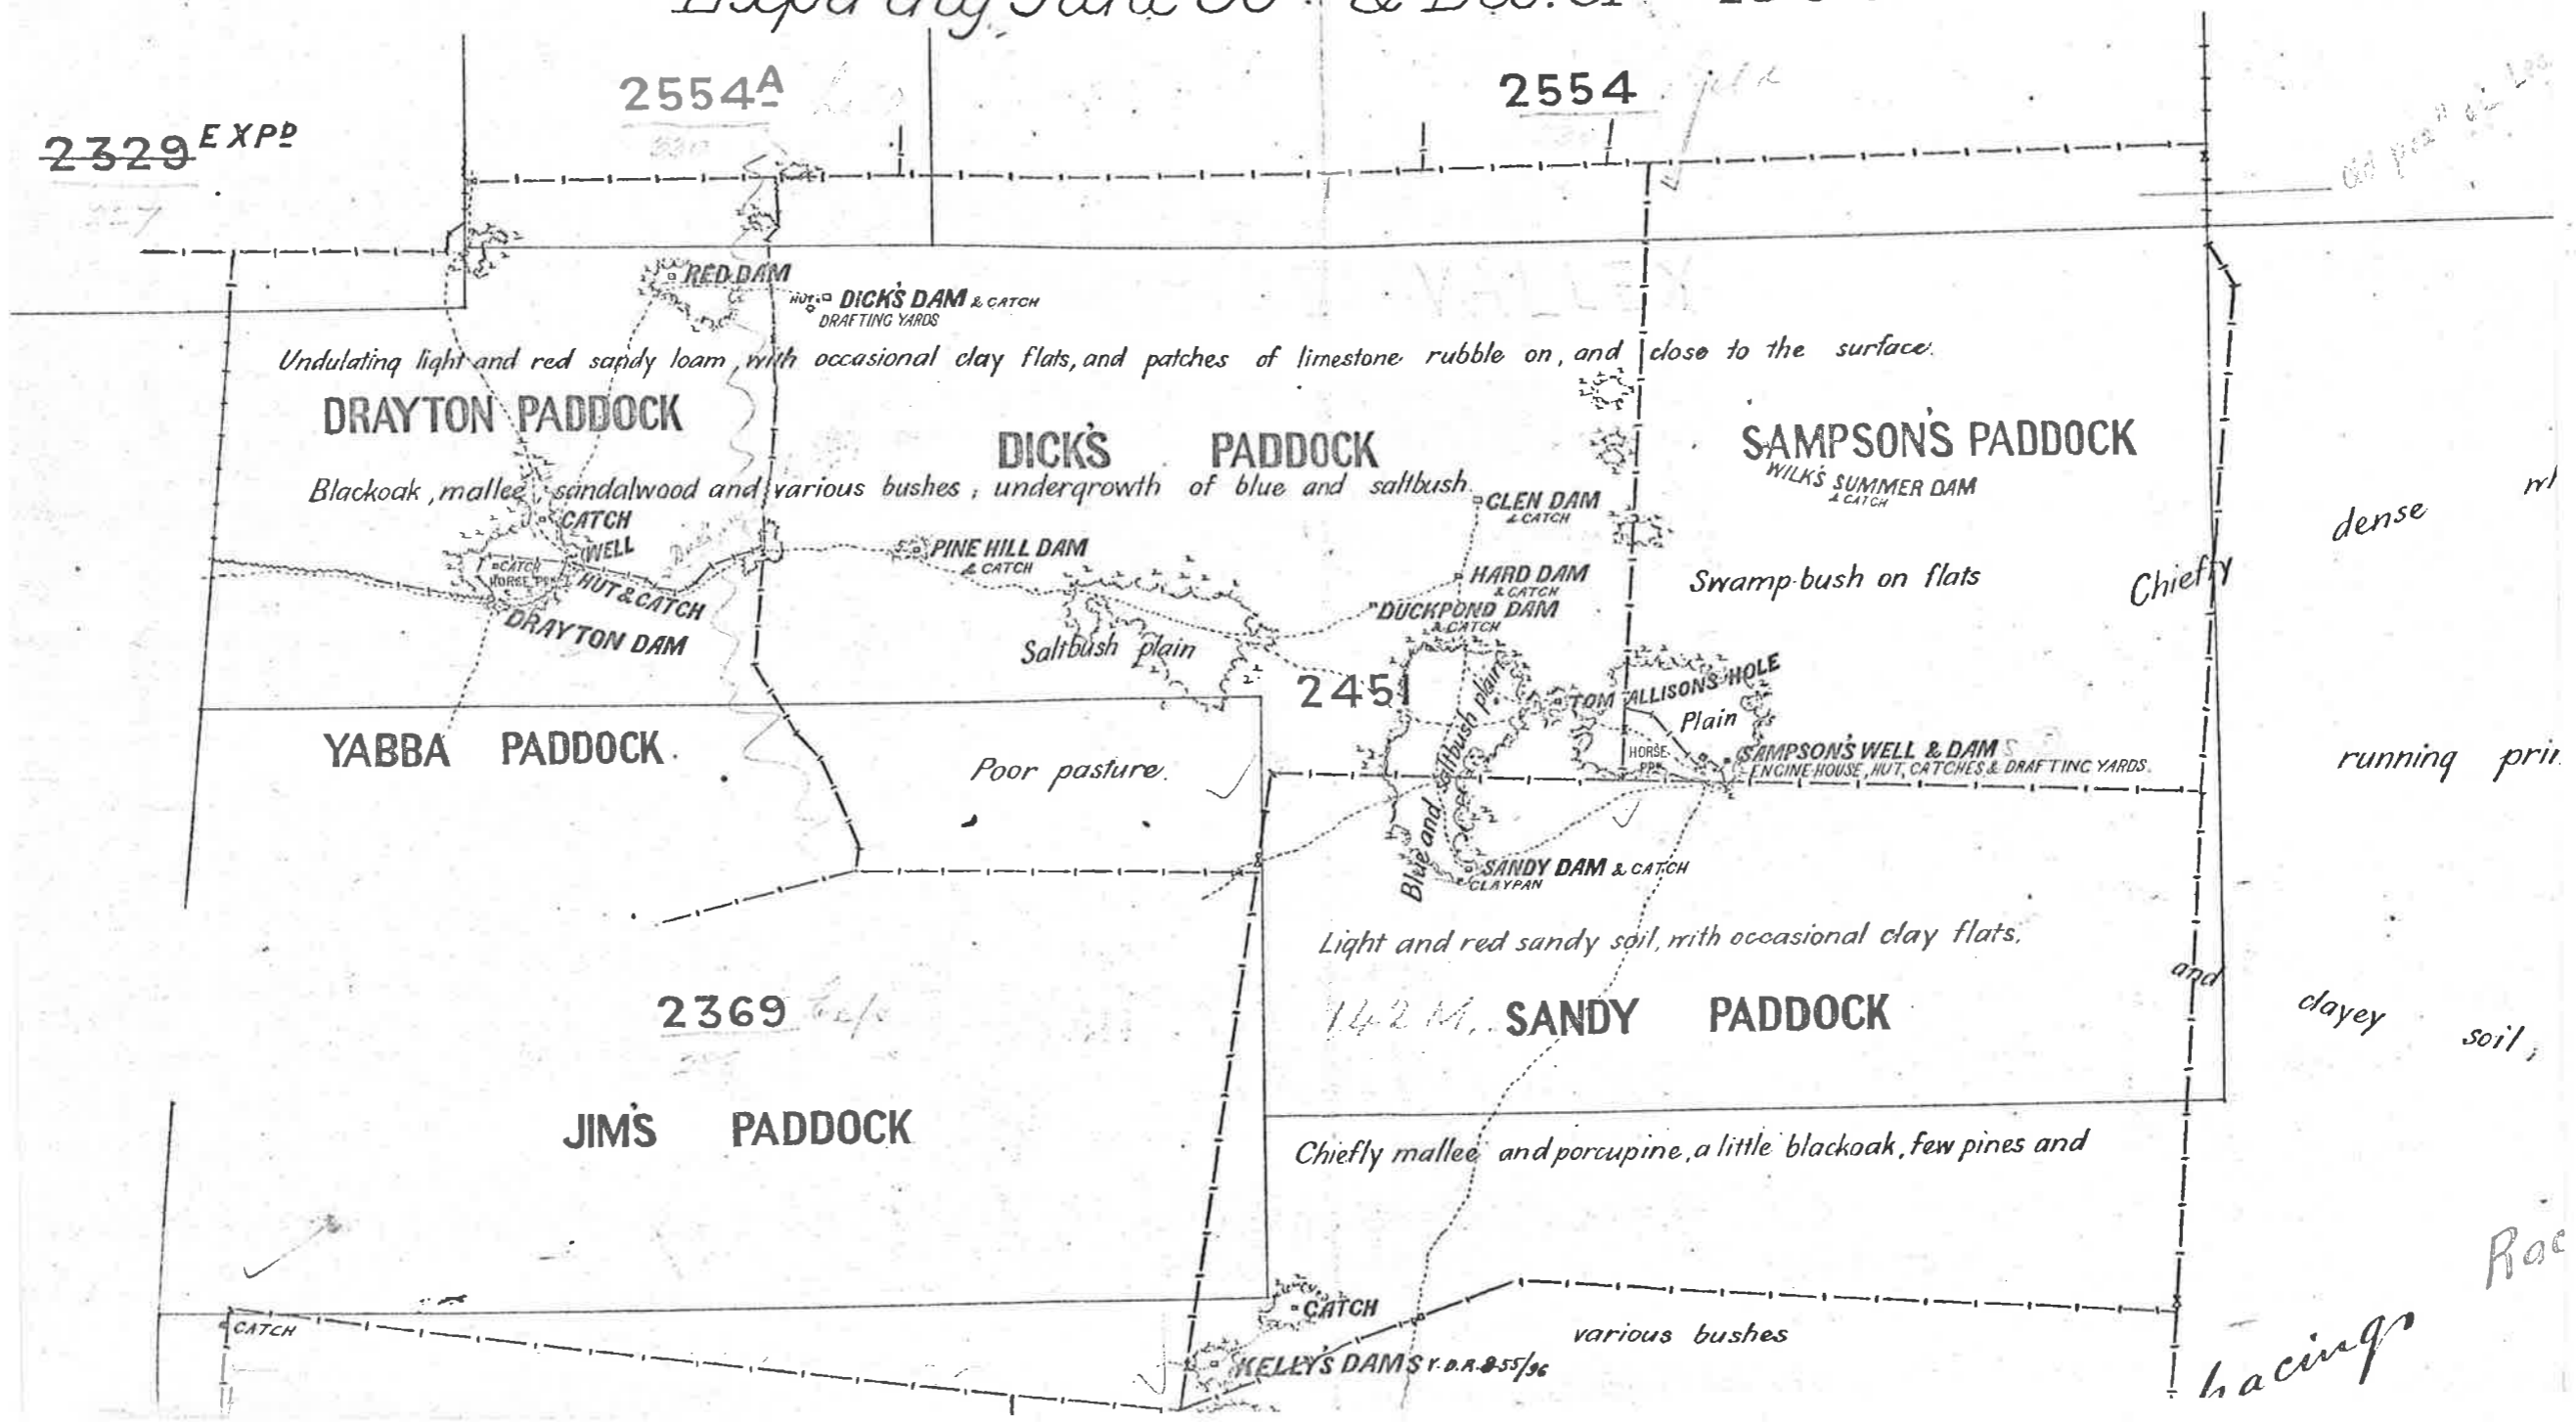 2554A
2554
2329 EXPD
RED DAM
HUT
DICK'S DAM & CATCH
DRAFTING YARDS
VALLEY
Undulating light and red sandy loam, with occasional clay flats, and patches of limestone rubble on, and close to the surface.
DRAYTON PADDOCK
DICK'S PADDOCK
SAMPSON'S PADDOCK
WILK'S SUMMER DAM
& CATCH
Blackoak, mallee, sandalwood and various bushes; undergrowth of blue and saltbush.
GLEN DAM
& CATCH
dense
CATCH
WELL
PINE HILL DAM
& CATCH
CATCH
HORSE PDK
HUT & CATCH
HARD DAM
& CATCH
Swamp-bush on flats
Chiefly
DUCKPOND DAM
& CATCH
DRAYTON DAM
Saltbush plain
2451
Blue and saltbush plain
TOM ALLISON'S HOLE
Plain
YABBA PADDOCK.
Poor pasture.
HORSE
PDK
SAMPSON'S WELL & DAM
ENGINE-HOUSE, HUT, CATCHES & DRAFTING YARDS.
running
SANDY DAM & CATCH
CLAYPAN
Light and red sandy soil, with occasional clay flats.
and
2369
142 M.
SANDY PADDOCK
clayey soil;
JIM'S PADDOCK
Chiefly mallee and porcupine, a little blackoak, few pines and
CATCH
CATCH
various bushes
KELLY'S DAMS